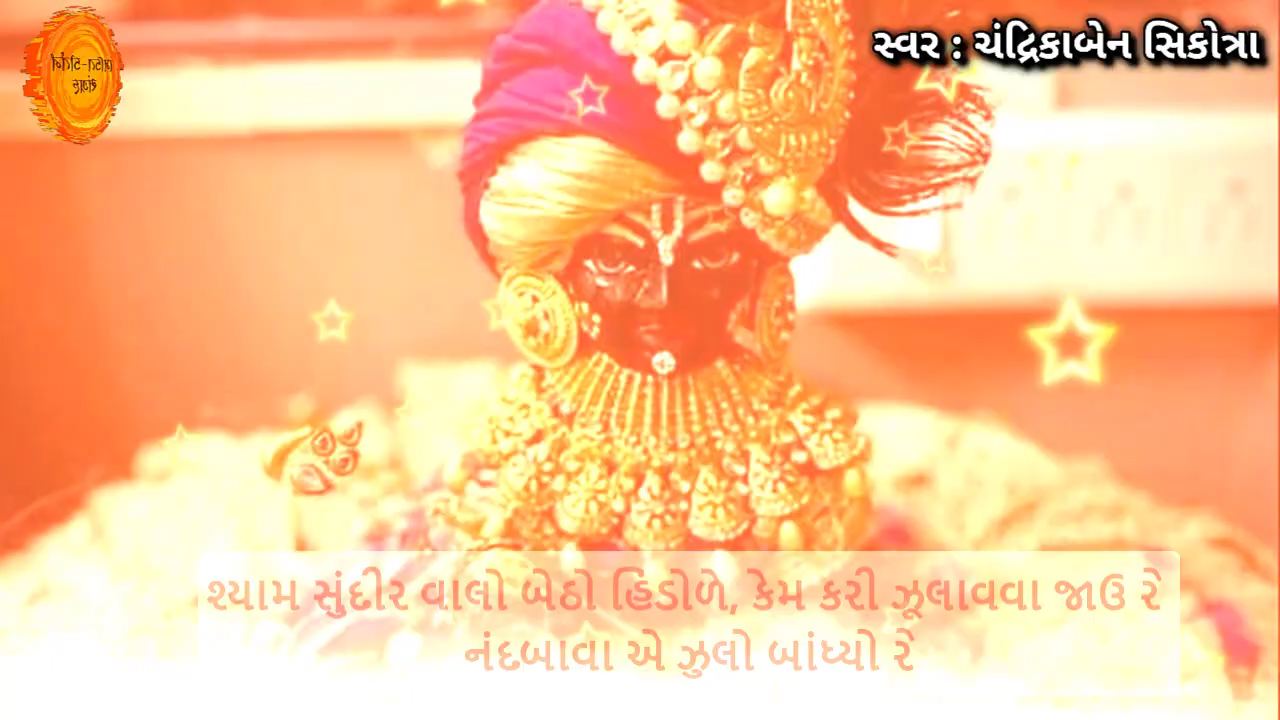 સ્વર : ચંદ્રિકાબેન સિકોત્રા
શ્યામ સુંદીર વાલો બેઠો હિડોળે, કેમ કરી ઝૂલાવવા જાઉ રે
નંદબાવા એ ઝુલો બાંધ્યો રે